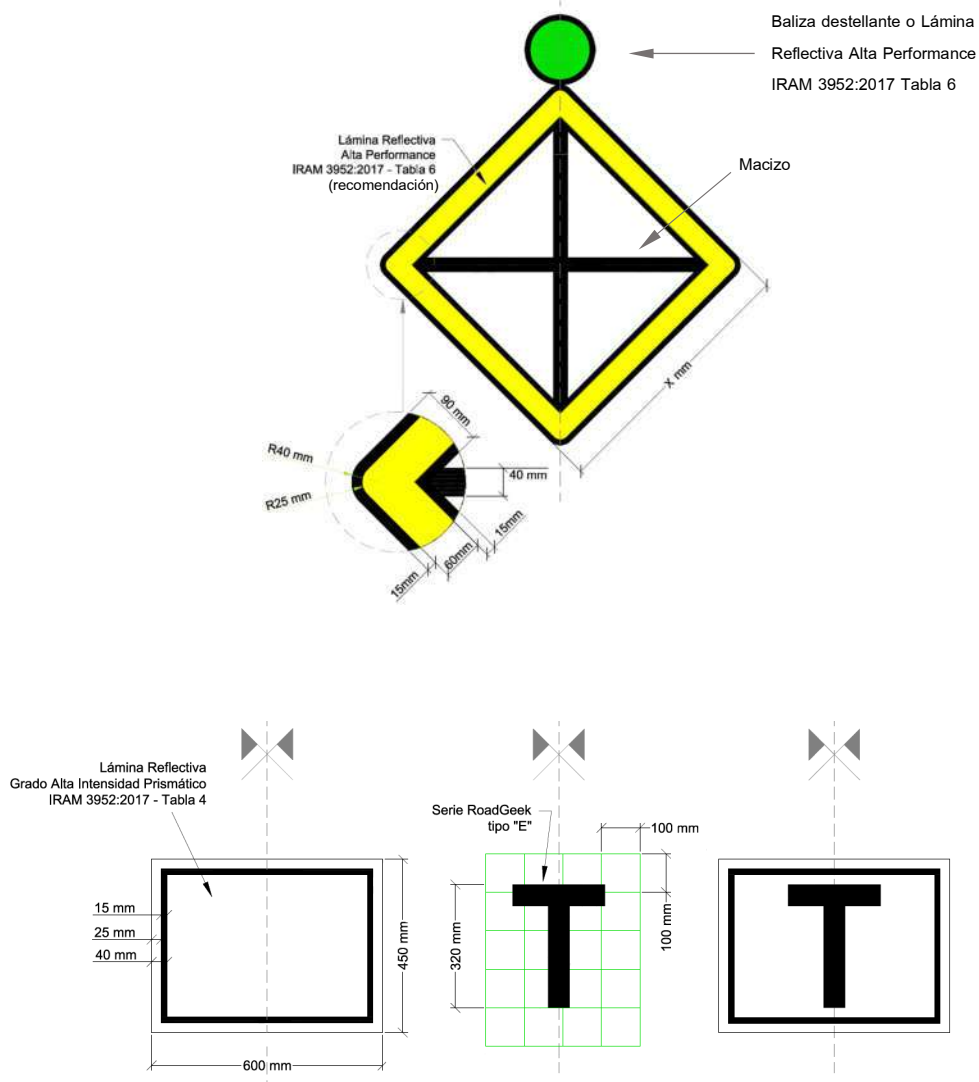 Baliza destellante o Lámina
Reflectiva Alta Performance
IRAM 3952:2017 Tabla 6
Lámina Reflectiva
Alta Performance
IRAM 3952:2017 - Tabla 6
(recomendación)
Macizo
X mm
90 mm
R40 mm
R25 mm
40 mm
15mm
60mm
15mm
Lámina Reflectiva
Grado Alta Intensidad Prismático
IRAM 3952:2017 - Tabla 4
15 mm
25 mm
40 mm
450 mm
600 mm
Serie RoadGeek
tipo "E"
100 mm
100 mm
320 mm
T
T